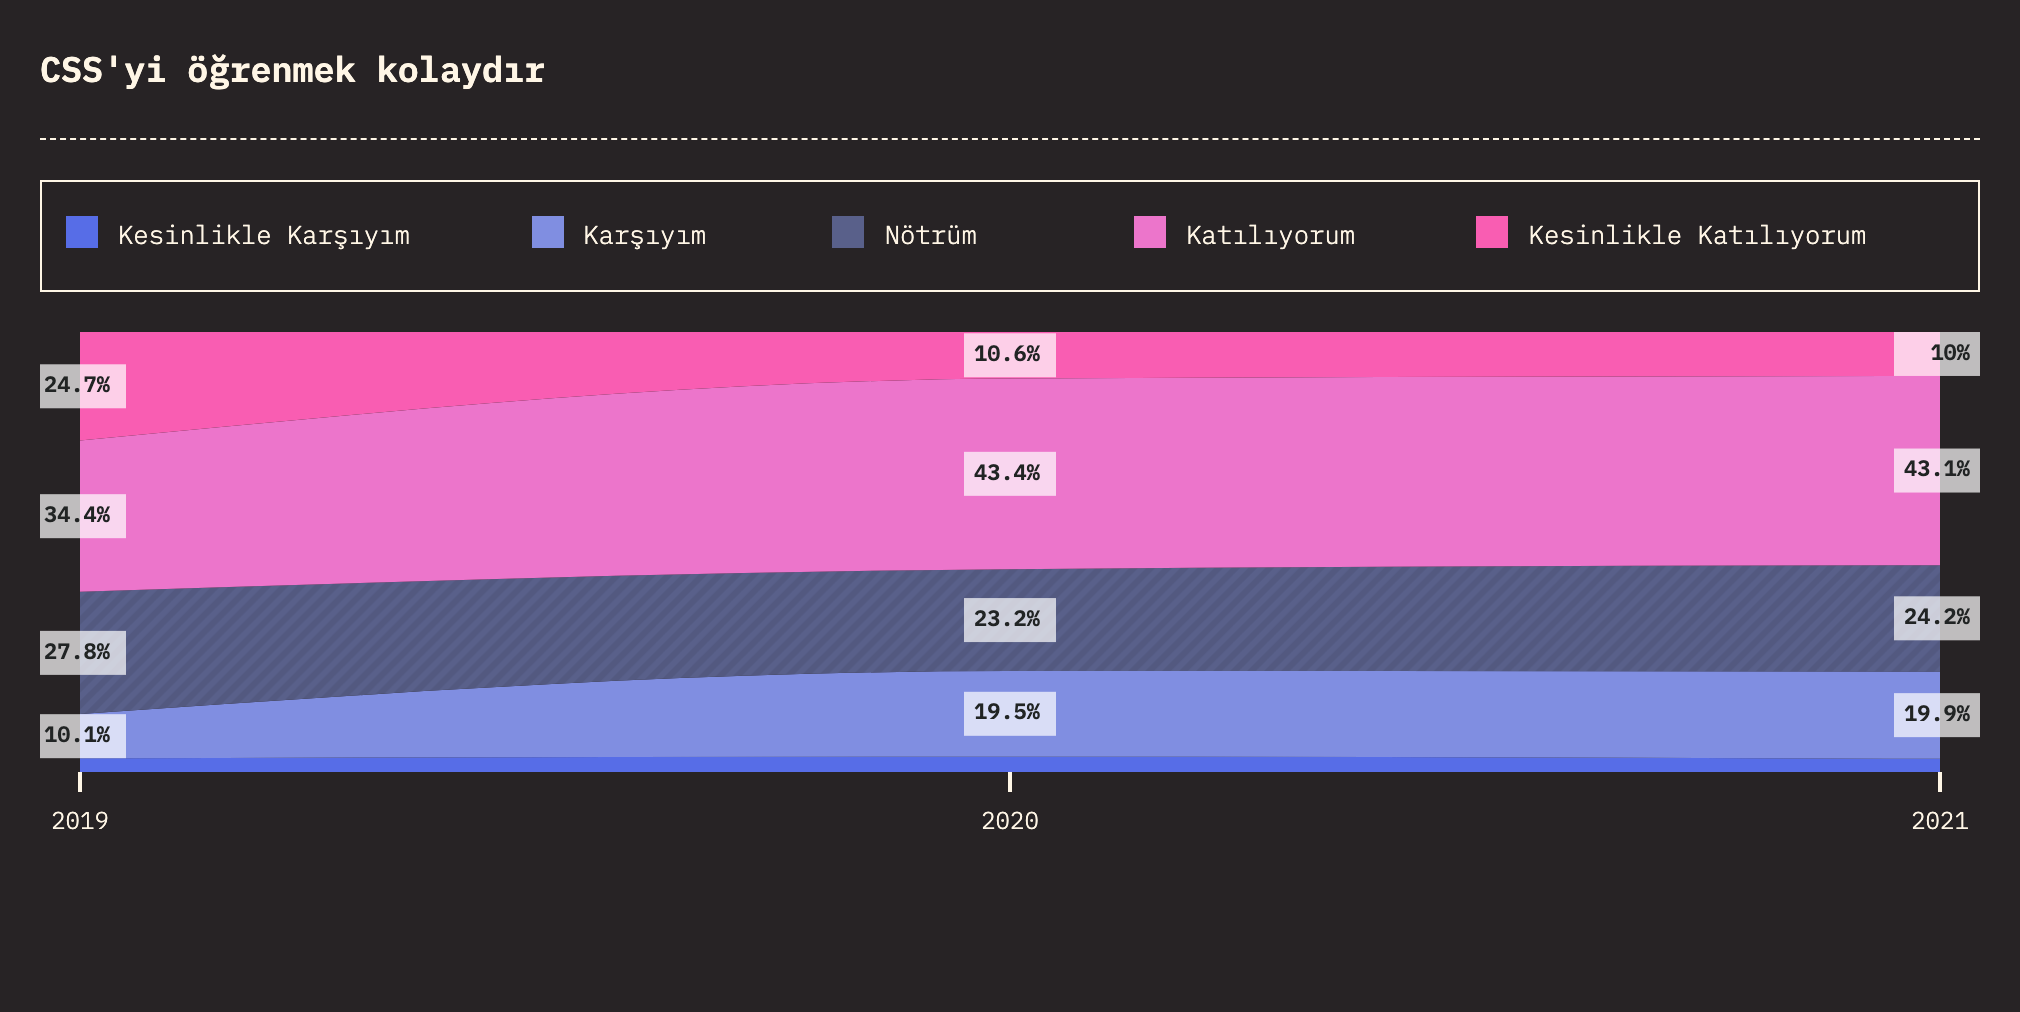 CSS'yi öğrenmek kolaydır
Kesinlikle Karşıyım Karşıyım Nötrüm Katılıyorum Kesinlikle Katılıyorum
10.6% 10%
24.7%
43.4% 43.1%
34.4%
23.2% 24.2%
27.8%
19.5% 19.9%
10.1%
2019 2020 2021